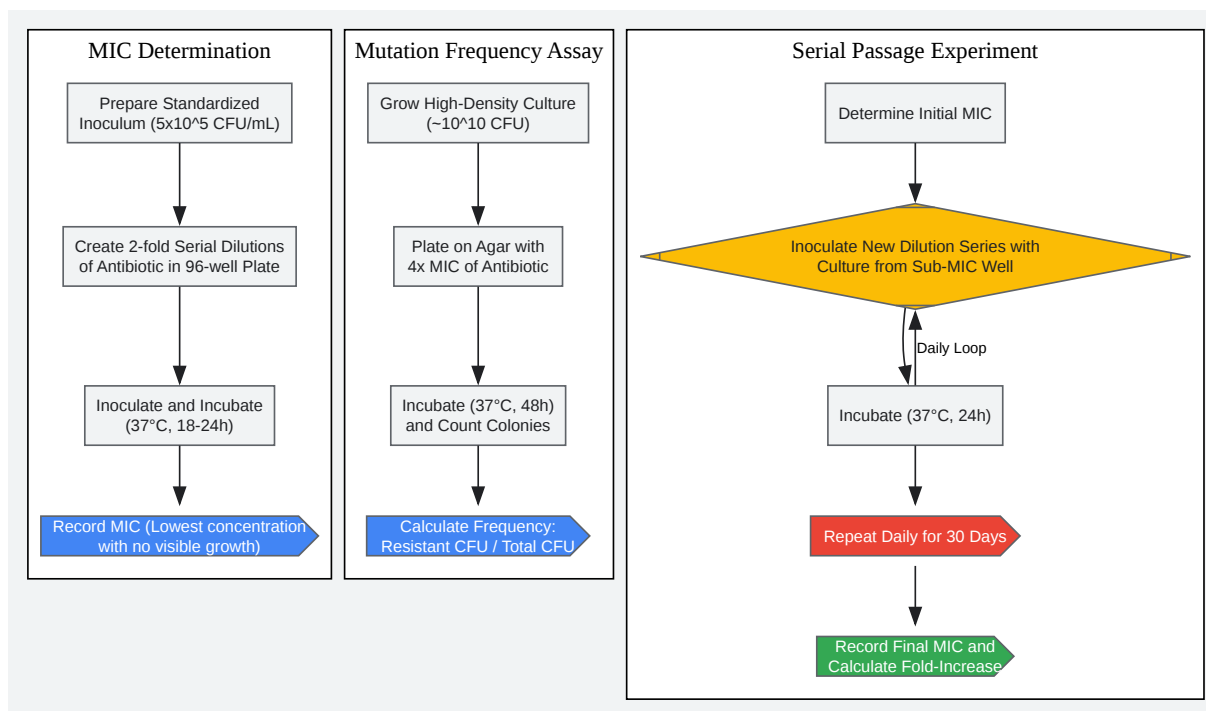 MIC Determination
Prepare Standardized
Inoculum (5x10^5 CFU/mL)
Create 2-fold Serial Dilutions
of Antibiotic in 96-well Plate
Inoculate and Incubate
(37°C, 18-24h)
Record MIC (Lowest concentration
with no visible growth)
Mutation Frequency Assay
Grow High-Density Culture
(~10^10 CFU)
Plate on Agar with
4x MIC of Antibiotic
Incubate (37°C, 48h)
and Count Colonies
Calculate Frequency:
Resistant CFU / Total CFU
Serial Passage Experiment
Determine Initial MIC
Inoculate New Dilution Series with
Culture from Sub-MIC Well
Daily Loop
Incubate (37°C, 24h)
Repeat Daily for 30 Days
Record Final MIC and
Calculate Fold-Increase